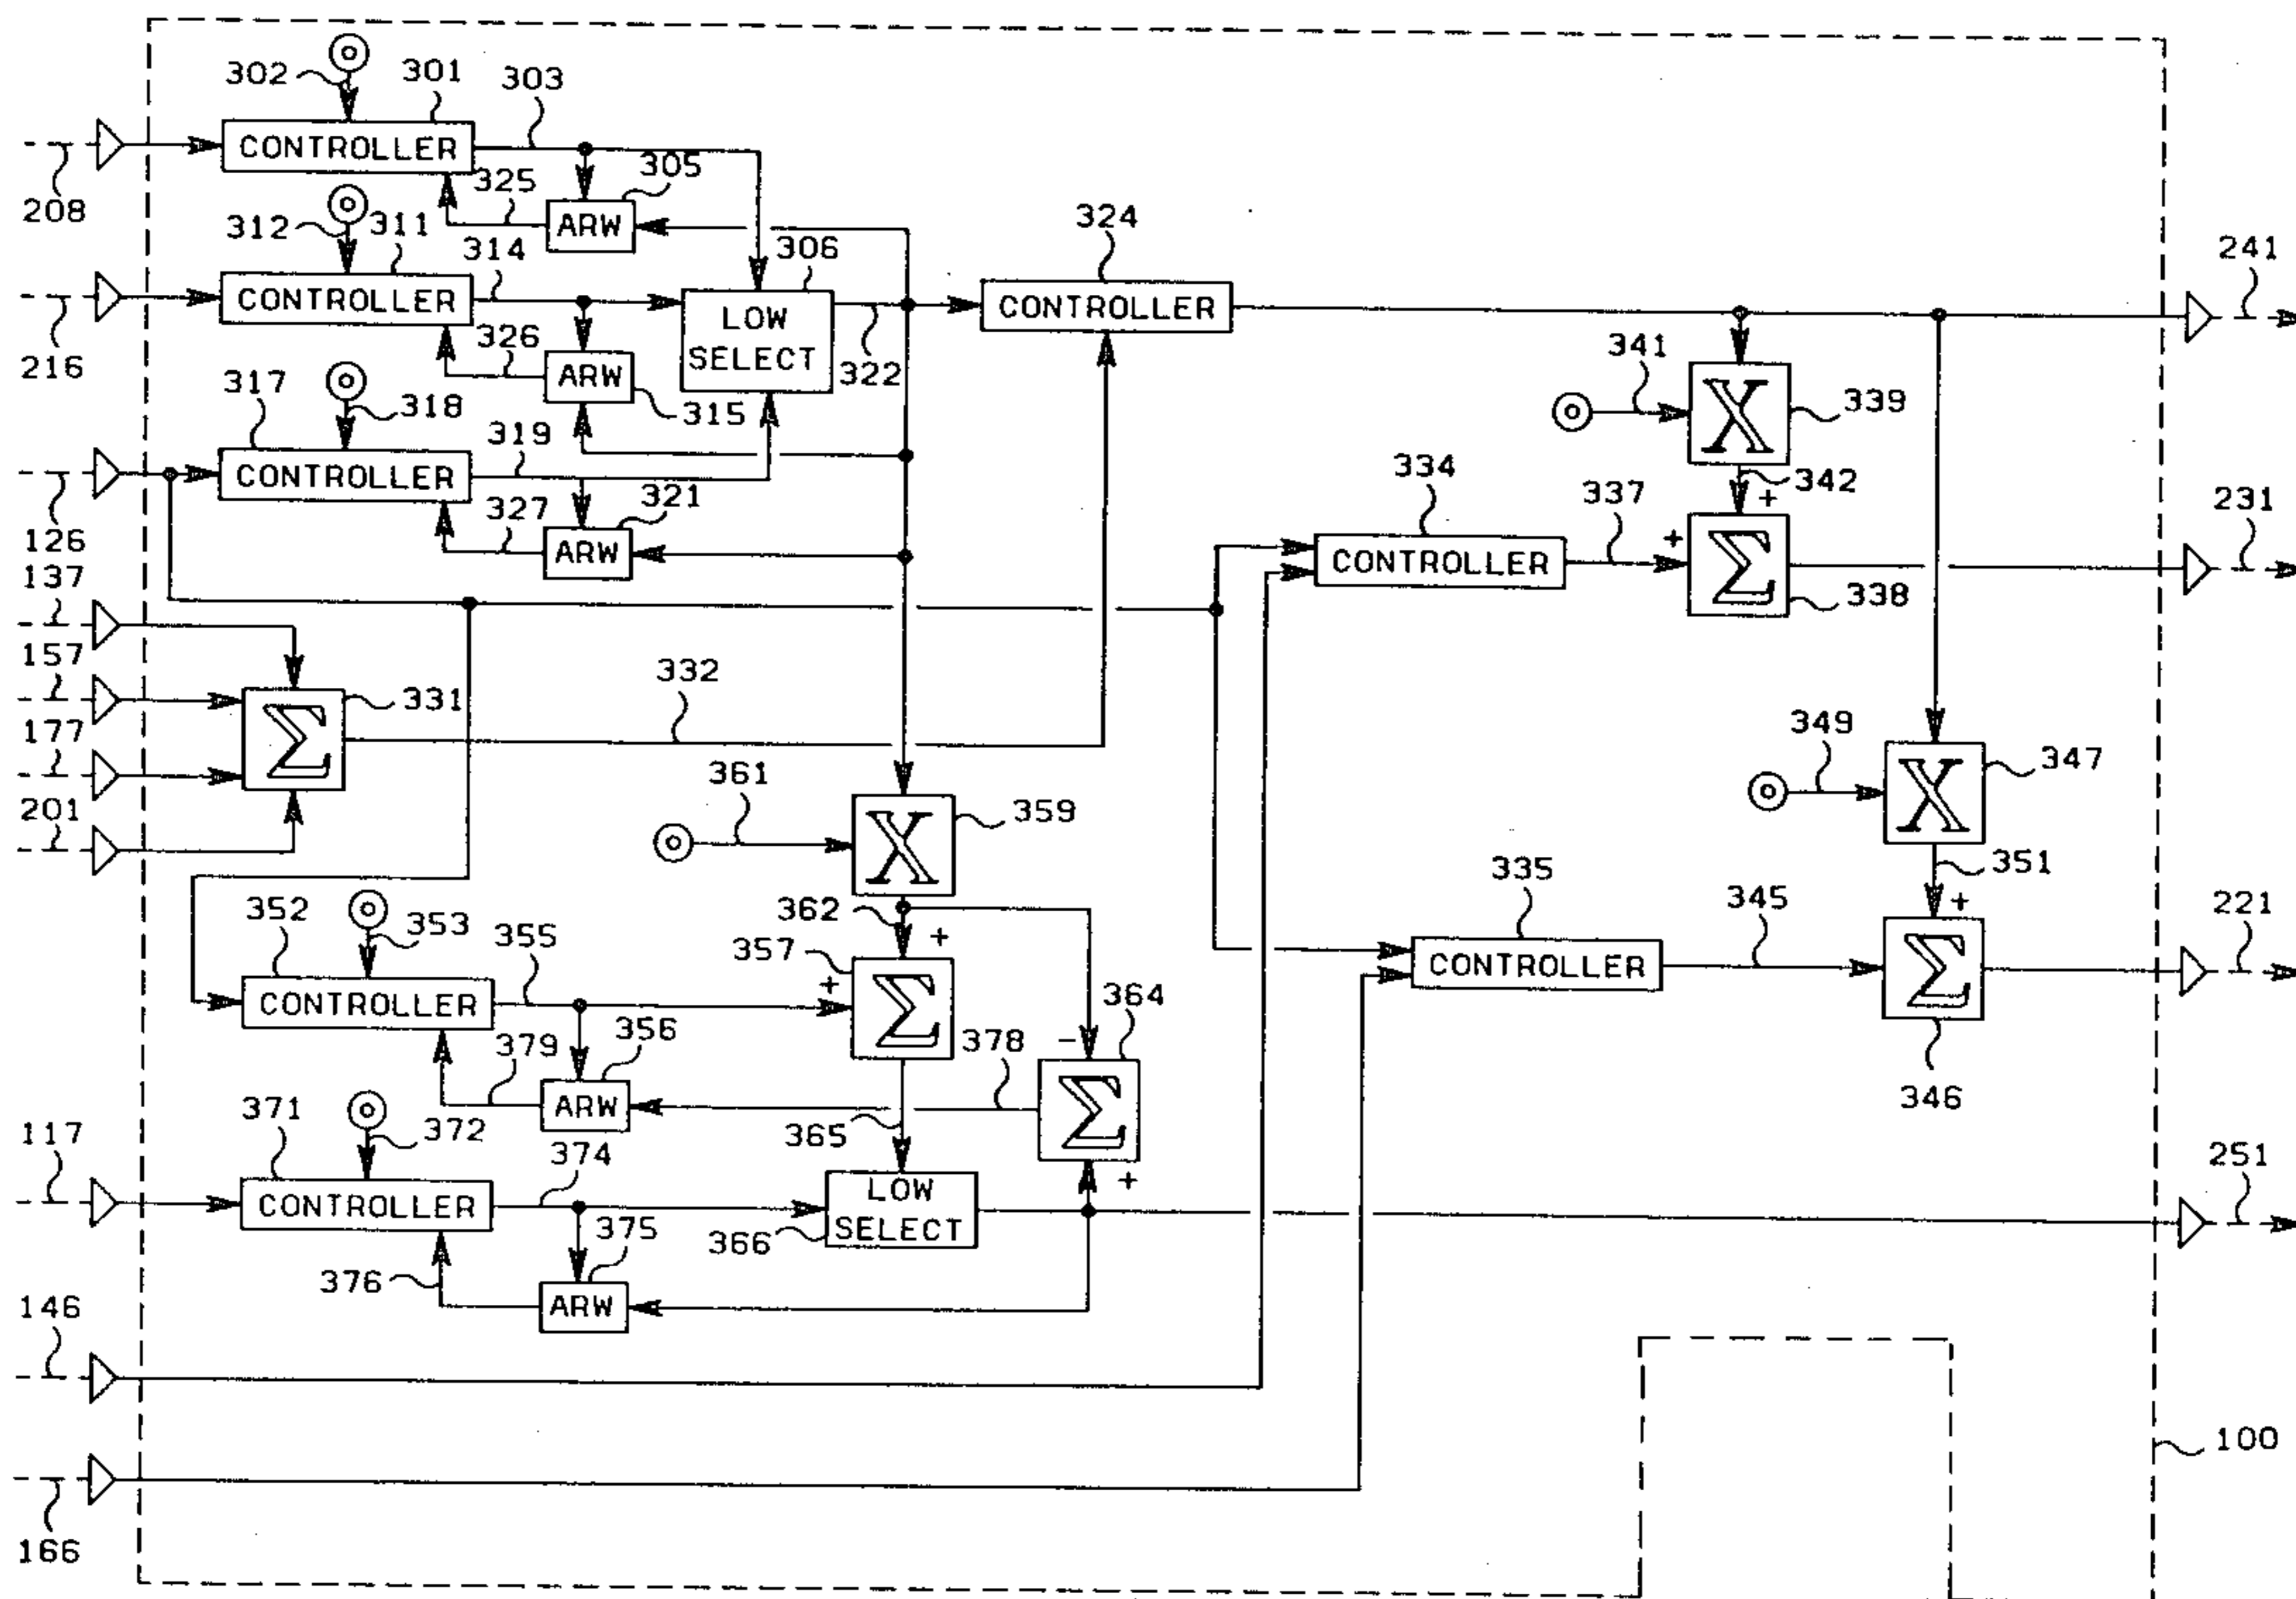 302 301 303
CONTROLLER
208 325 305
ARW
312 311 314 306 324 241
CONTROLLER LOW SELECT 322 CONTROLLER
216 326 ARW 315 341
317 318 X 339
319 334 342 +
CONTROLLER
126 327 321 337 231
ARW
137 CONTROLLER + Σ 338
157
331 332
177 Σ 349
201 361 X 347
X 359
352 353 355 362 + 335 345 351 + 221
357
CONTROLLER + Σ CONTROLLER Σ
379 356 378 - 364
ARW Σ 346
117 371 372 374 365 + 251
CONTROLLER LOW SELECT
375 366
376 ARW
146
100
166